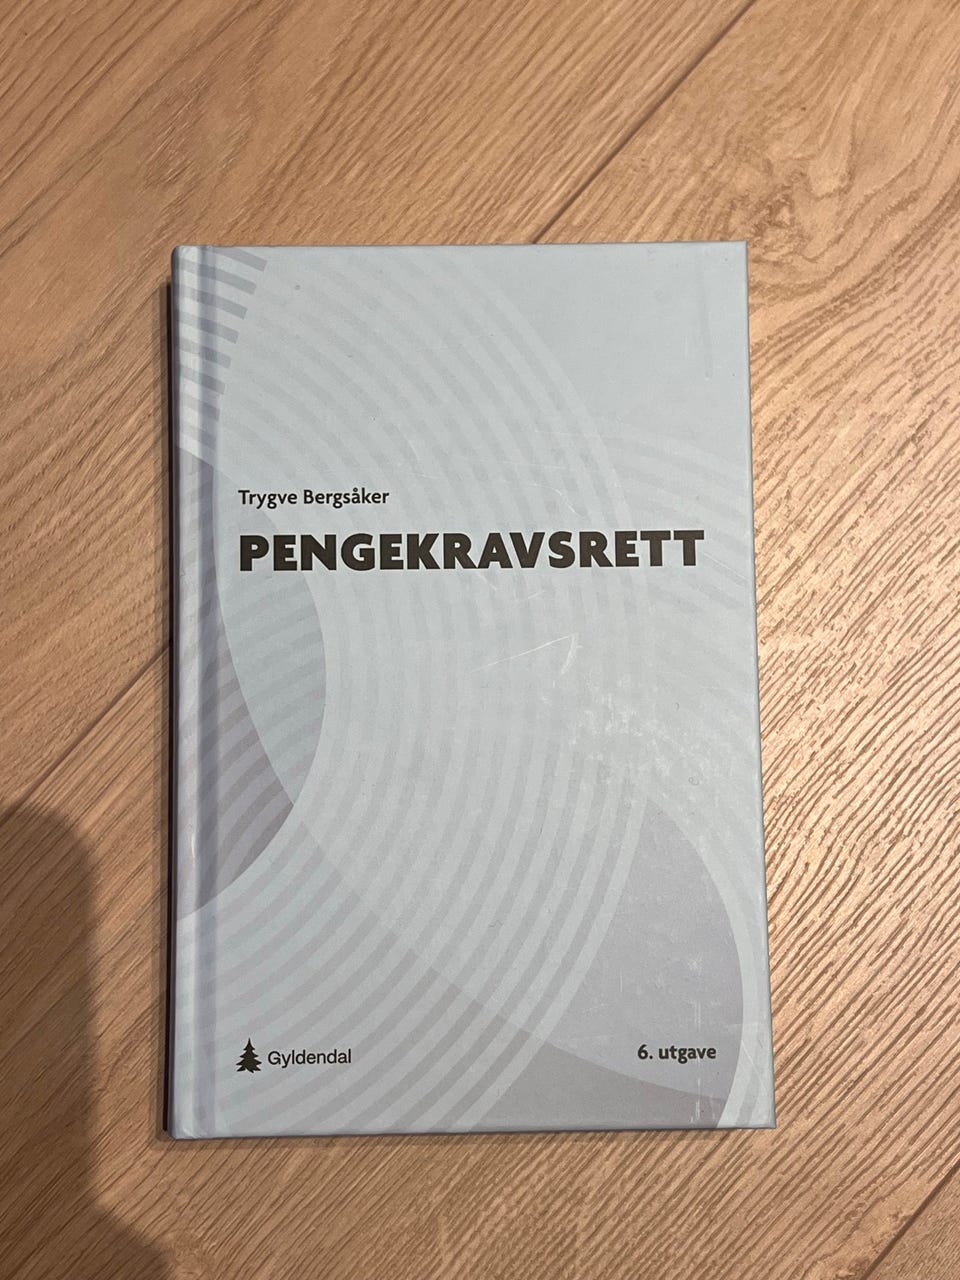 Trygve Bergsåker
PENGEKRAVSRETT
Gyldendal
6. utgave